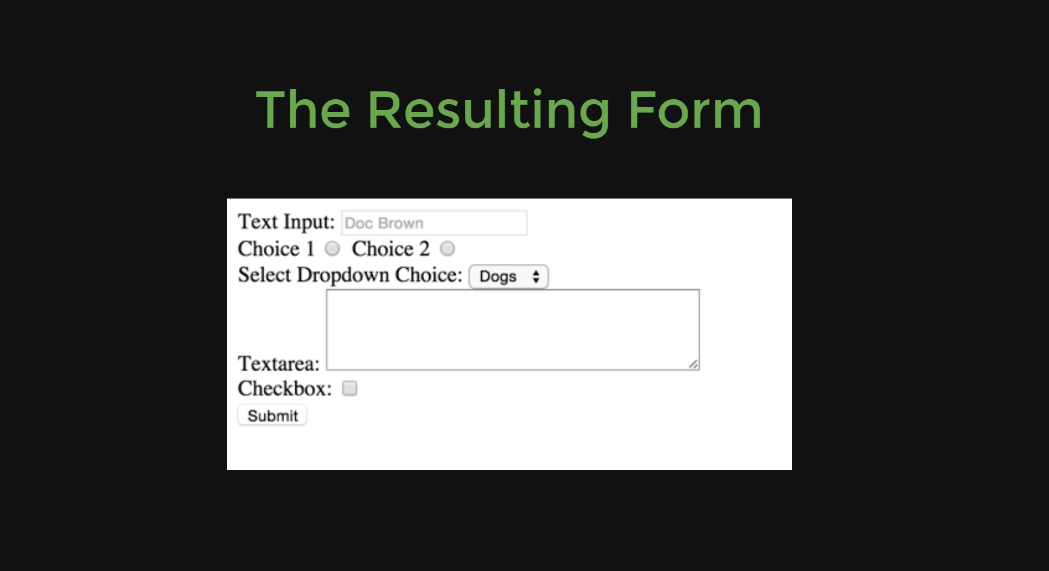 The Resulting Form
Text Input: Doc Brown
Choice 1 Choice 2
Select Dropdown Choice: Dogs
Textarea:
Checkbox:
Submit